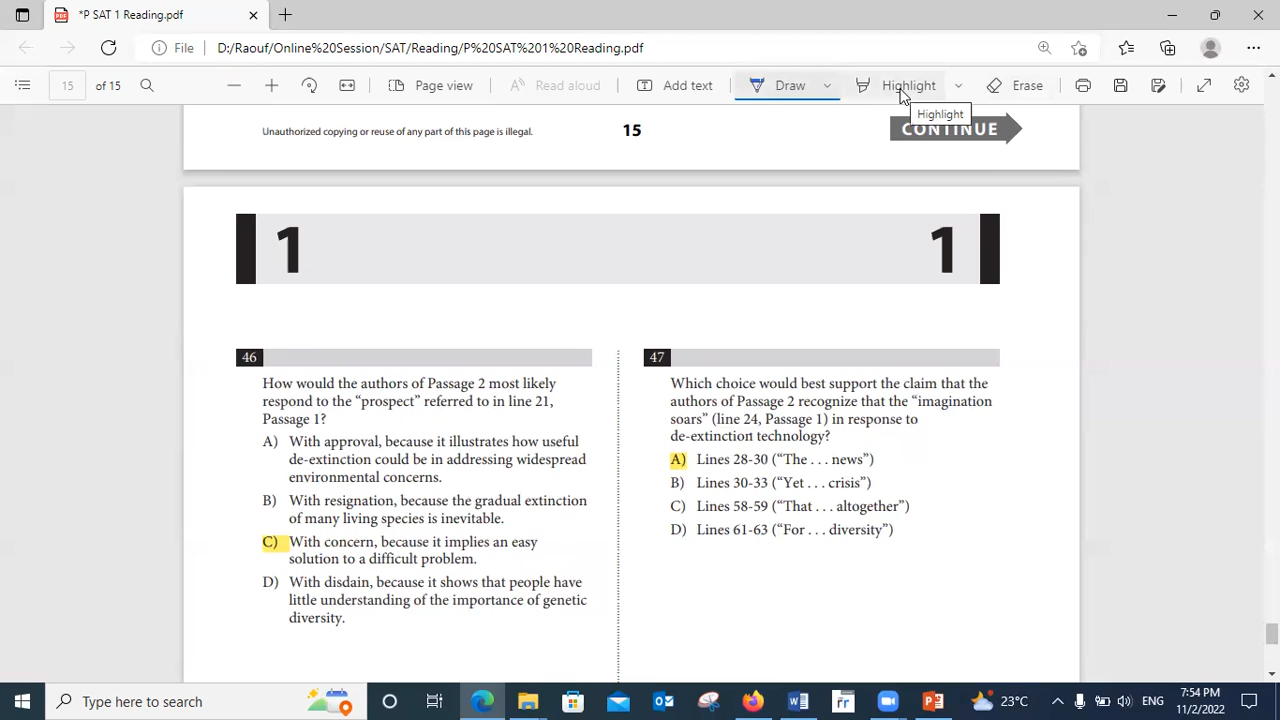 *P SAT 1 Reading.pdf
File D:/Raouf/Online%20Session/SAT/Reading/P%20SAT%201%20Reading.pdf
15 of 15 Page view Read aloud Add text Draw Highlight Erase
Highlight
Unauthorized copying or reuse of any part of this page is illegal. 15 CONTINUE
1 1
46
How would the authors of Passage 2 most likely
respond to the “prospect” referred to in line 21,
Passage 1?
A) With approval, because it illustrates how useful
de-extinction could be in addressing widespread
environmental concerns.
B) With resignation, because the gradual extinction
of many living species is inevitable.
C) With concern, because it implies an easy
solution to a difficult problem.
D) With disdain, because it shows that people have
little understanding of the importance of genetic
diversity.
47
Which choice would best support the claim that the
authors of Passage 2 recognize that the “imagination
soars” (line 24, Passage 1) in response to
de-extinction technology?
A) Lines 28-30 (“The . . . news”)
B) Lines 30-33 (“Yet . . . crisis”)
C) Lines 58-59 (“That . . . altogether”)
D) Lines 61-63 (“For . . . diversity”)
Type here to search 23°C ENG 7:54 PM
11/2/2022